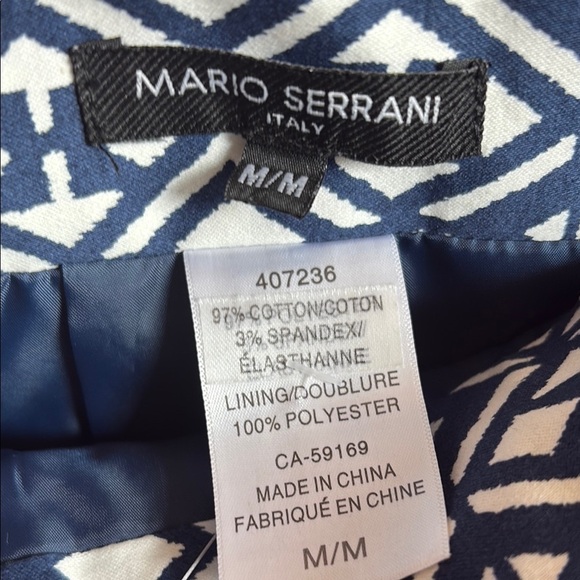 MARIO SERRANI
ITALY
M/M
407236
97% COTTON/COTON
3% SPANDEX/
ÉLASTHANNE
LINING/DOUBLURE
100% POLYESTER
CA-59169
MADE IN CHINA
FABRIQUÉ EN CHINE
M/M